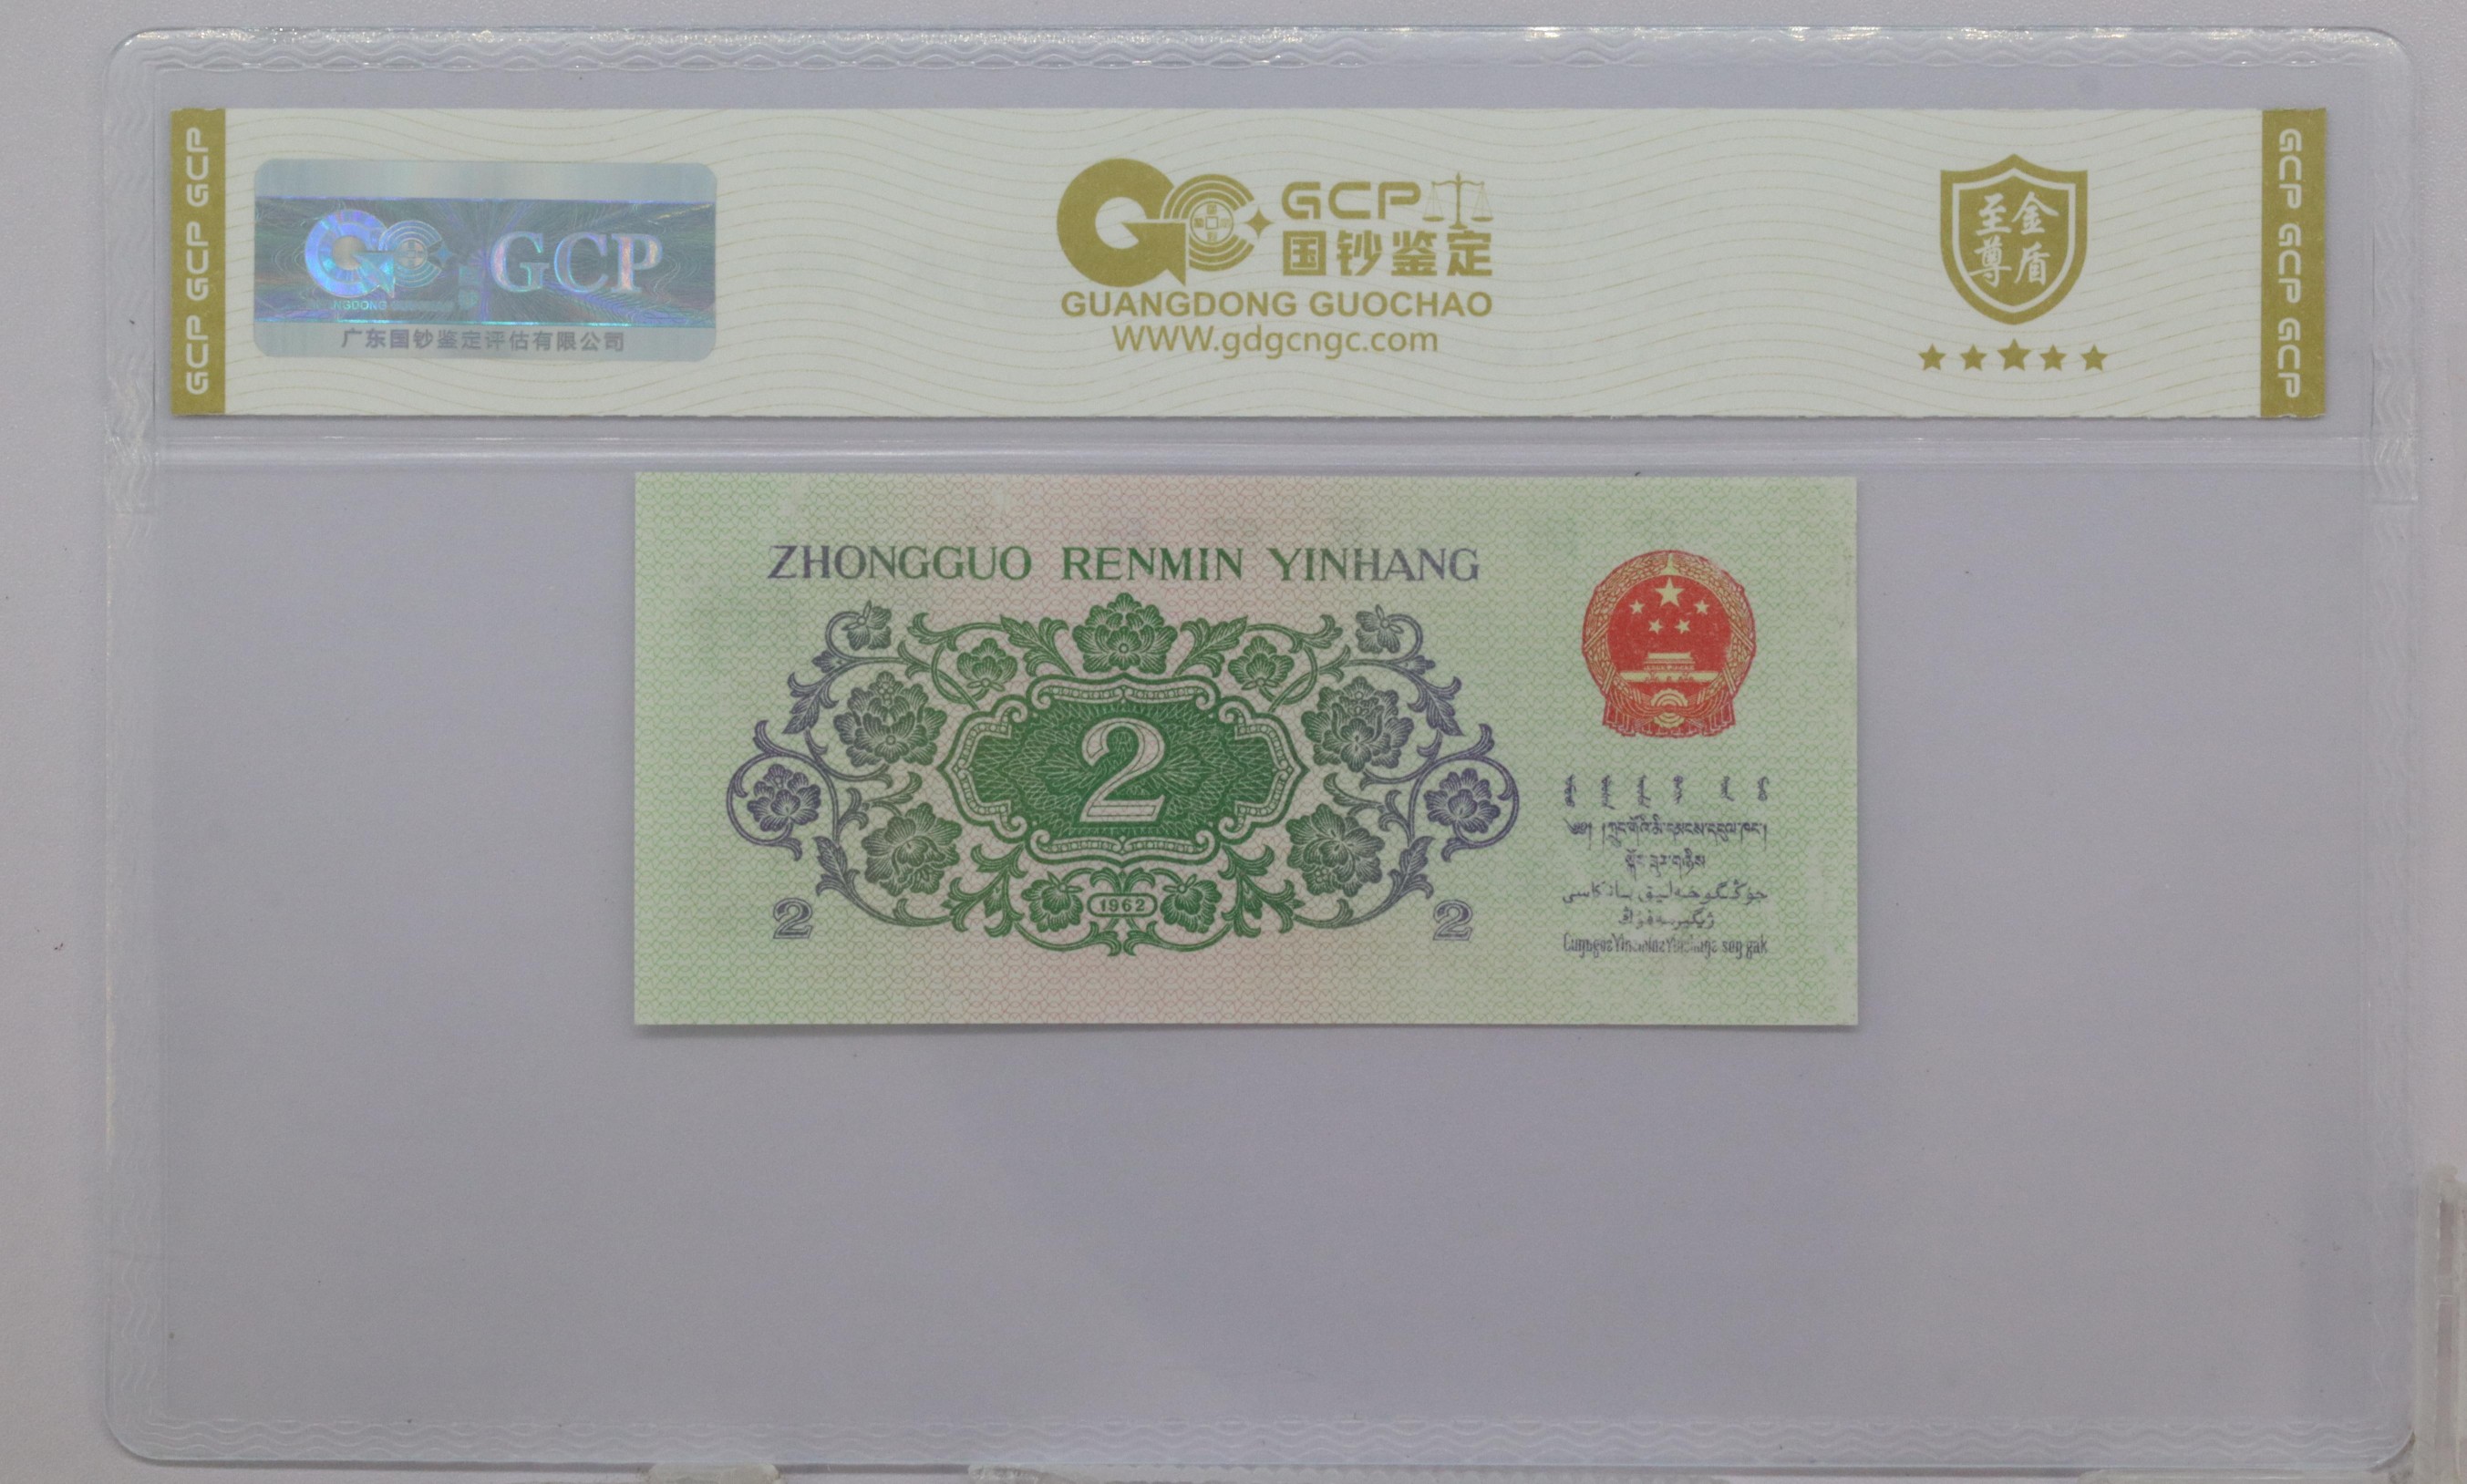 GCP GCP GCP
GCP
GUANGDONG
广东国钞鉴定评估有限公司
GCP
国钞鉴定
GUANGDONG GUOCHAO
WWW.gdgcngc.com
至金
尊盾
GCP GCP GCP
ZHONGGUO RENMIN YINHANG
2
1962
2
2